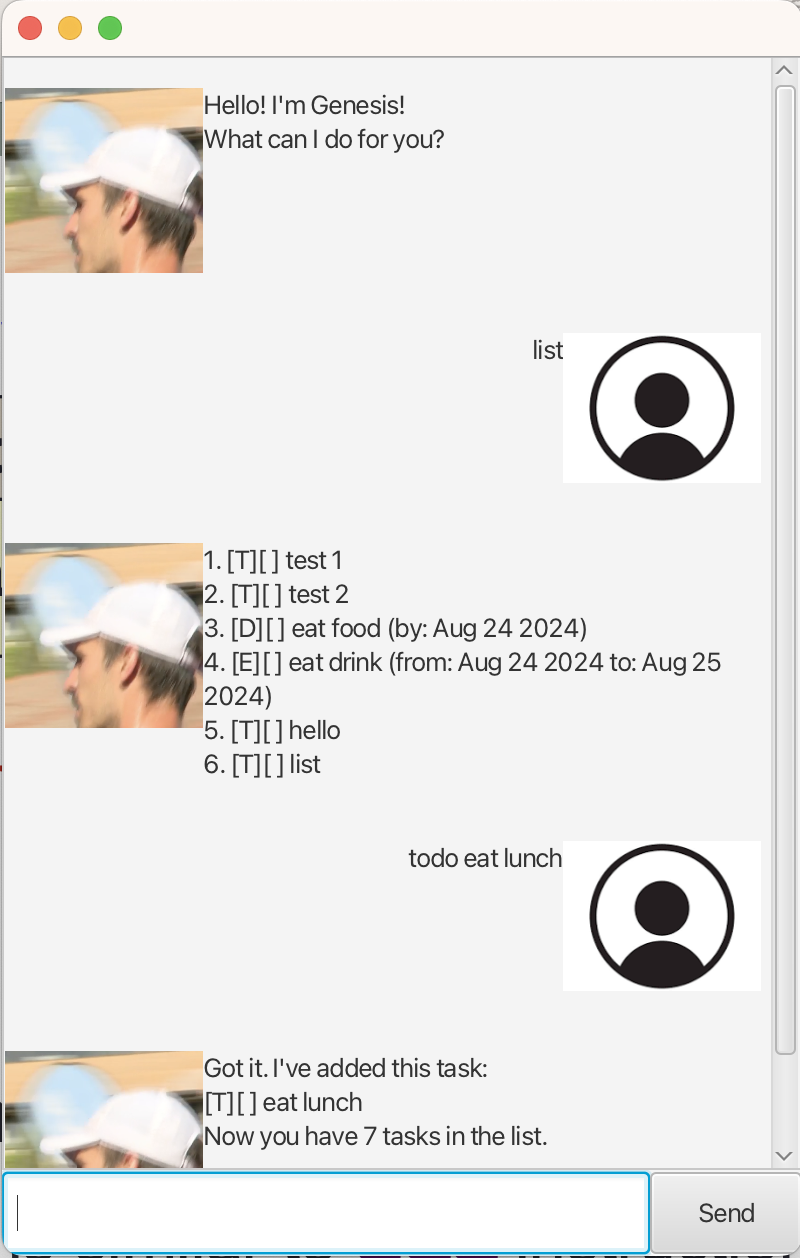 Hello! I'm Genesis!
What can I do for you?
list
1. [T][ ] test 1
2. [T][ ] test 2
3. [D][ ] eat food (by: Aug 24 2024)
4. [E][ ] eat drink (from: Aug 24 2024 to: Aug 25
2024)
5. [T][ ] hello
6. [T][ ] list
todo eat lunch
Got it. I've added this task:
[T][ ] eat lunch
Now you have 7 tasks in the list.
Send